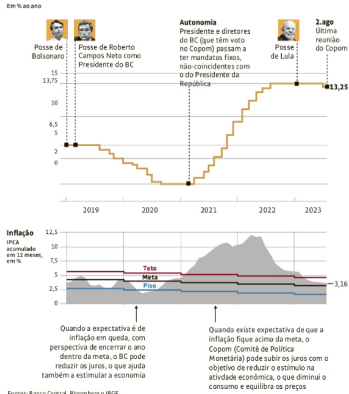 Em % ao ano
Posse de
Bolsonaro
Posse de Roberto
Campos Neto como
Presidente do BC
Autonomia
Presidente e diretores
do BC (que têm voto
no Copom) passam a
ter mandatos fixos,
não-coincidentes com
o do Presidente da
República
Posse
de Lula
2.ago
Última
reunião
do Copom
15
13,75
10
6,5
5
2
0
13,25
2019
2020
2021
2022
2023
Inflação
IPCA
acumulado
em 12 meses,
em %
12,5
10
7,5
5
2,5
0
Teto
Meta
Piso
3,16
Quando a expectativa é de
inflação em queda, com
perspectiva de encerrar o ano
dentro da meta, o BC pode
reduzir os juros, o que ajuda
também a estimular a economia
Quando existe expectativa de que a
inflação fique acima da meta, o
Copom (Comitê de Política
Monetária) pode subir os juros com o
objetivo de reduzir o estímulo na
atividade econômica, o que diminui o
consumo e equilibra os preços
Fontes: Banco Central, Bloomberg e IBGE